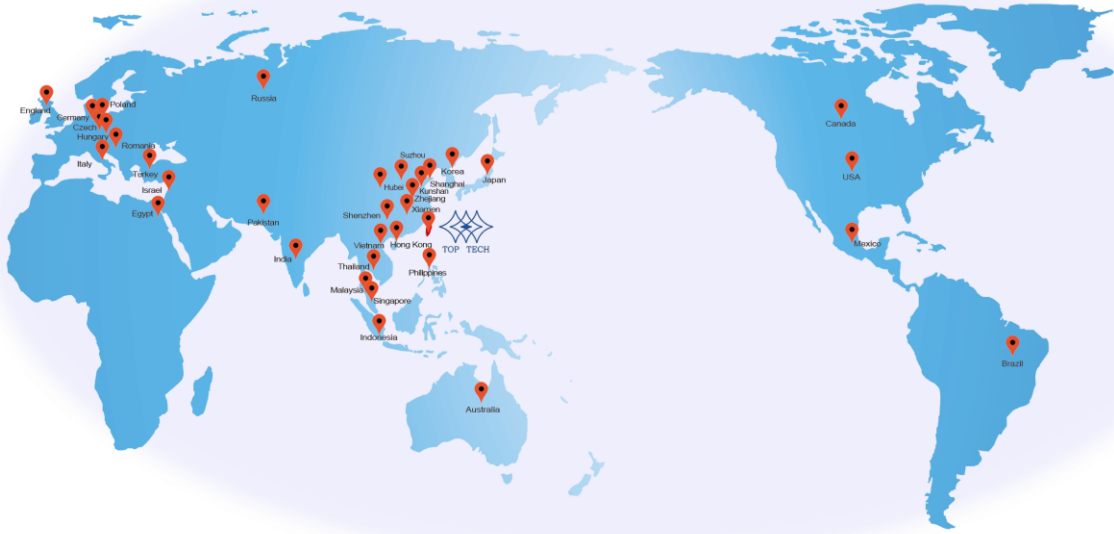 England
Germany
Poland
Czech
Hungary
Romania
Italy
Turkey
Israel
Egypt
Russia
Pakistan
India
Suzhou
Korea
Japan
Hubei
Shanghai
Kunshan
Zhejiang
Xiamen
Shenzhen
Vietnam
Hong Kong
TOP TECH
Thailand
Philippines
Malaysia
Singapore
Indonesia
Australia
Canada
USA
Mexico
Brazil